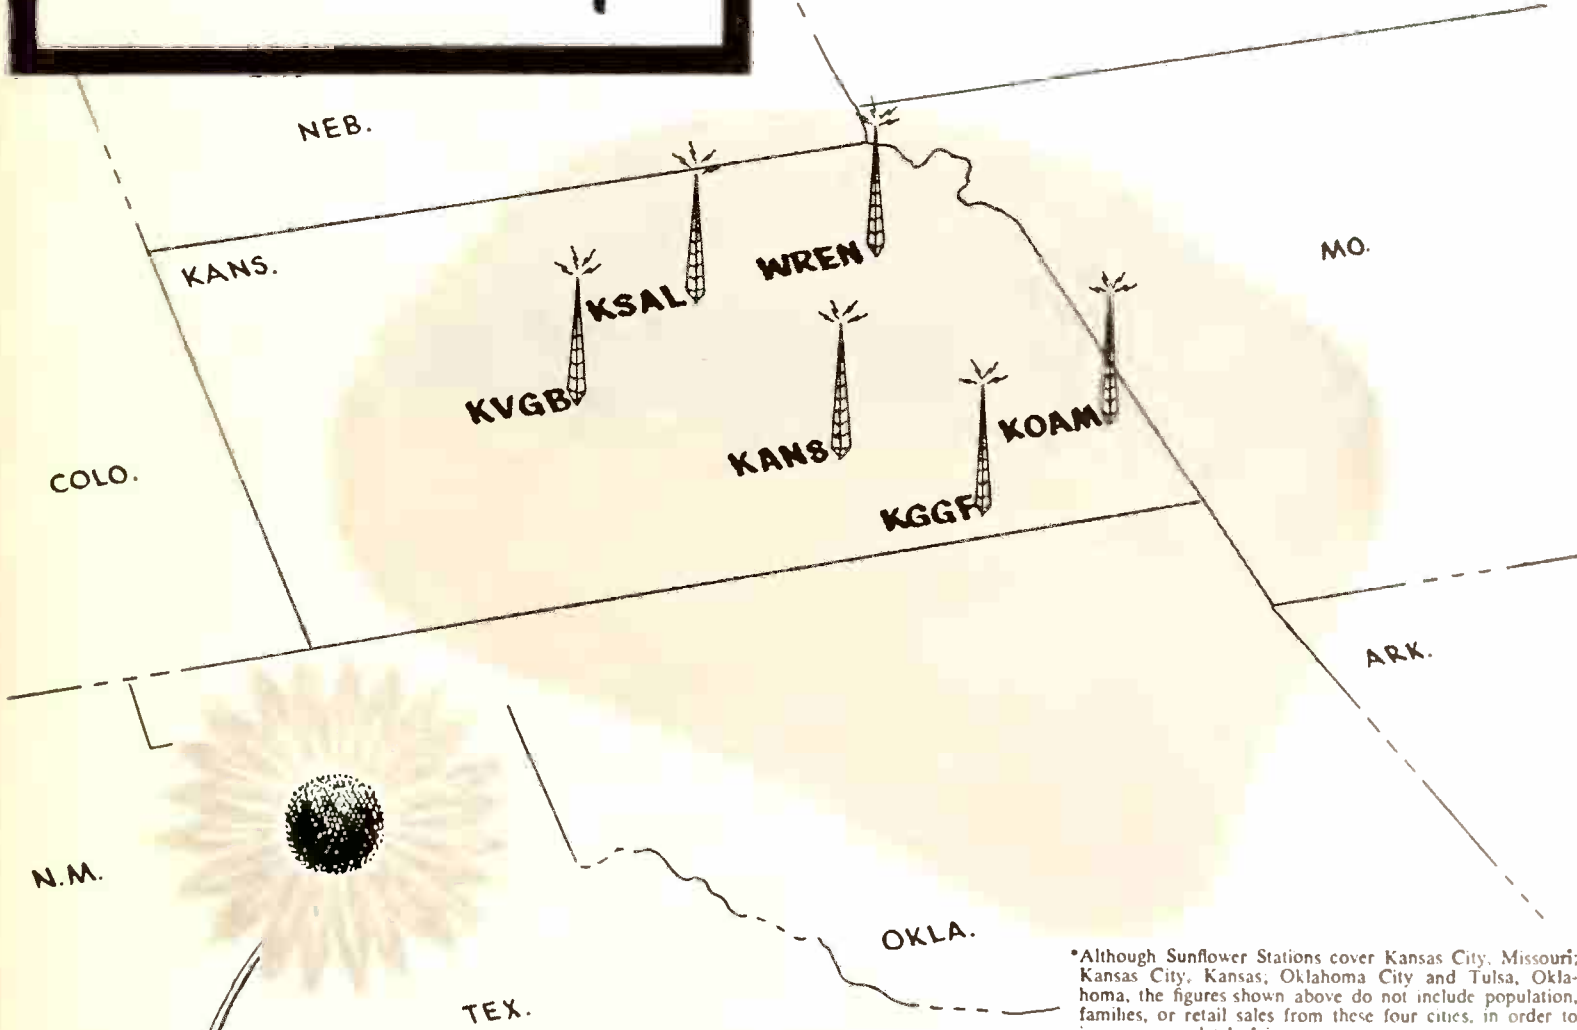 NEB.
KANS.
WREN
MO.
KSAL
KVGB
KOAM
KANS
COLO.
KGGF
ARK.
N.M.
OKLA.
TEX.
*Although Sunflower Stations cover Kansas City, Missouri;
Kansas City, Kansas; Oklahoma City and Tulsa, Okla-
homa, the figures shown above do not include population,
families, or retail sales from these four cities, in order to